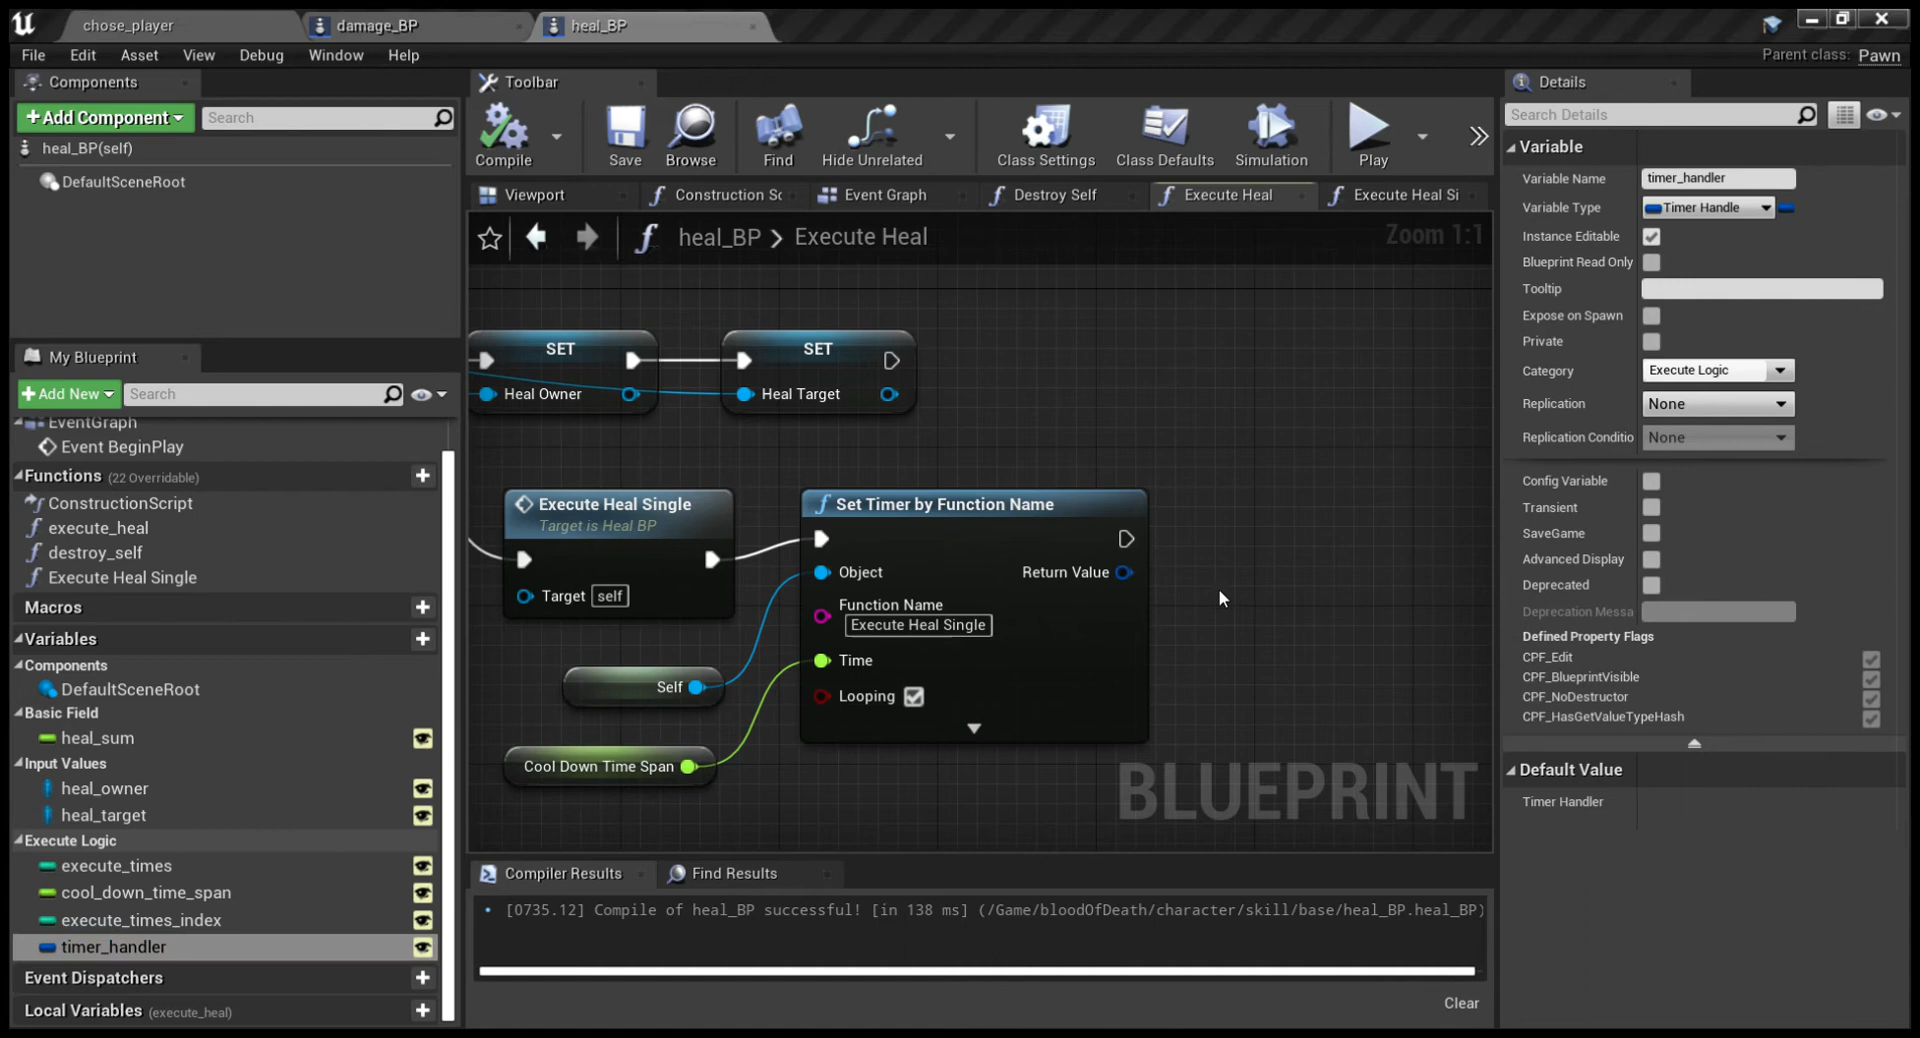 chose_player
damage_BP
heal_BP
File Edit Asset View Debug Window Help
Parent class: Pawn
Components
+Add Component
Search
heal_BP(self)
DefaultSceneRoot
My Blueprint
+Add New
Search
EventGraph
Event BeginPlay
Functions (22 Overridable)
ConstructionScript
execute_heal
destroy_self
Execute Heal Single
Macros
Variables
Components
DefaultSceneRoot
Basic Field
heal_sum
Input Values
heal_owner
heal_target
Execute Logic
execute_times
cool_down_time_span
execute_times_index
timer_handler
Event Dispatchers
Local Variables (execute_heal)
Toolbar
Compile
Save
Browse
Find
Hide Unrelated
Class Settings
Class Defaults
Simulation
Play
Viewport
Construction Sc
Event Graph
Destroy Self
Execute Heal
Execute Heal Si
heal_BP > Execute Heal
Zoom 1:1
SET
Heal Owner
SET
Heal Target
Execute Heal Single
Target is Heal BP
Target self
Set Timer by Function Name
Object
Return Value
Function Name
Execute Heal Single
Time
Looping
Self
Cool Down Time Span
BLUEPRINT
Compiler Results
Find Results
[0735.12] Compile of heal_BP successful! [in 138 ms] (/Game/bloodOfDeath/character/skill/base/heal_BP.heal_BP)
Clear
Details
Search Details
Variable
Variable Name timer_handler
Variable Type Timer Handle
Instance Editable
Blueprint Read Only
Tooltip
Expose on Spawn
Private
Category Execute Logic
Replication None
Replication Conditio None
Config Variable
Transient
SaveGame
Advanced Display
Deprecated
Deprecation Messa
Defined Property Flags
CPF_Edit
CPF_BlueprintVisible
CPF_NoDestructor
CPF_HasGetValueTypeHash
Default Value
Timer Handler